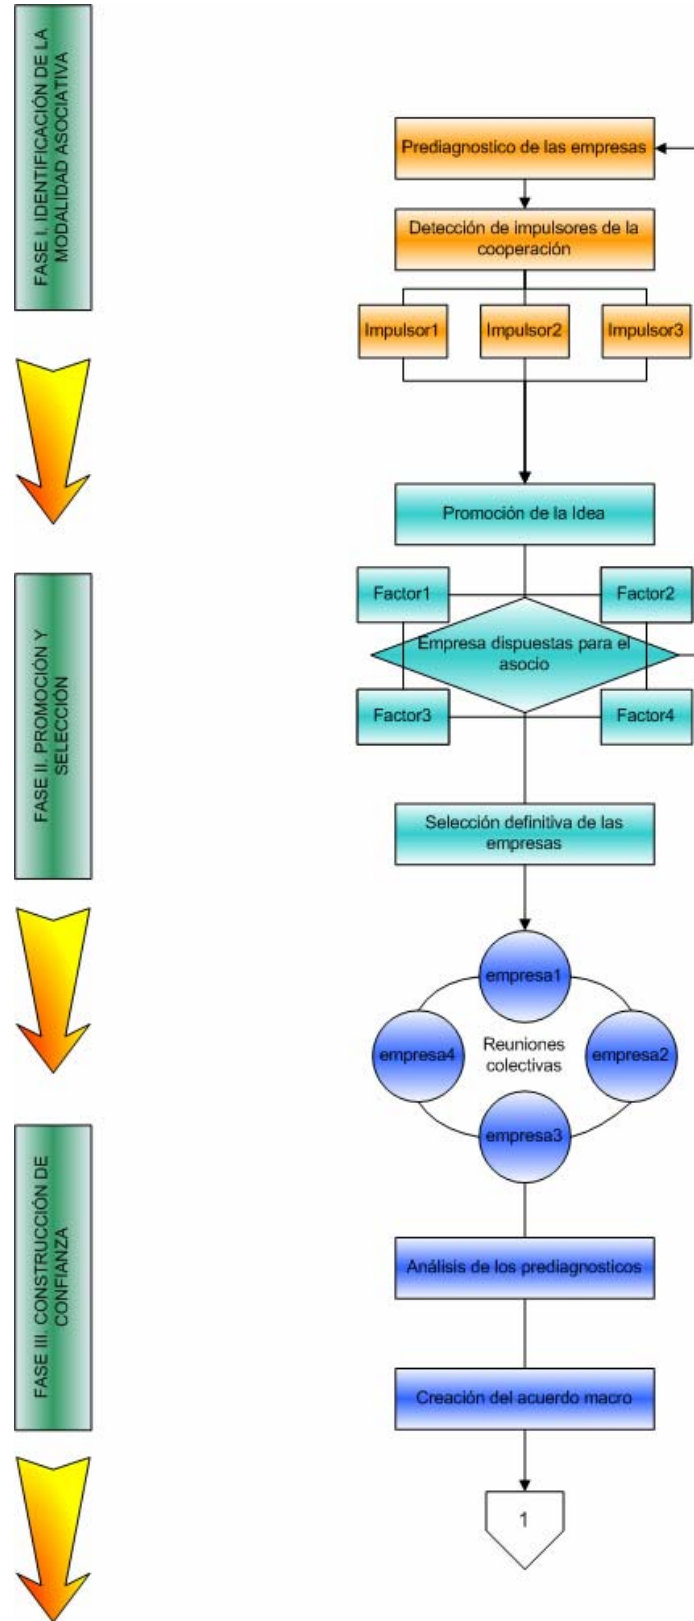 FASE I. IDENTIFICACIÓN DE LA
MODALIDAD ASOCIATIVA
Prediagnostico de las empresas
Detección de impulsores de la
cooperación
Impulsor1
Impulsor2
Impulsor3
FASE II. PROMOCIÓN Y
SELECCIÓN
Promoción de la Idea
Factor1
Factor2
Empresa dispuestas para el
asocio
Factor3
Factor4
Selección definitiva de las
empresas
empresa1
empresa4
Reuniones
colectivas
empresa2
empresa3
FASE III. CONSTRUCCIÓN DE
CONFIANZA
Análisis de los prediagnosticos
Creación del acuerdo macro
1